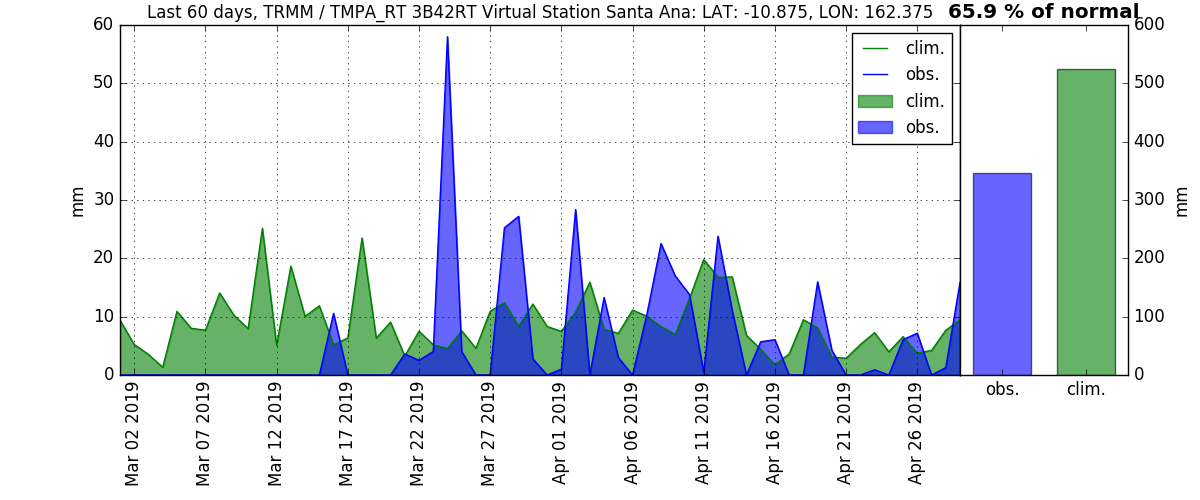 Last 60 days, TRMM / TMPA_RT 3B42RT Virtual Station Santa Ana: LAT: -10.875, LON: 162.375
65.9 % of normal
60
50
40
30
20
10
0
mm
clim.
obs.
clim.
obs.
600
500
400
300
200
100
0
mm
obs.
clim.
Mar 02 2019
Mar 07 2019
Mar 12 2019
Mar 17 2019
Mar 22 2019
Mar 27 2019
Apr 01 2019
Apr 06 2019
Apr 11 2019
Apr 16 2019
Apr 21 2019
Apr 26 2019